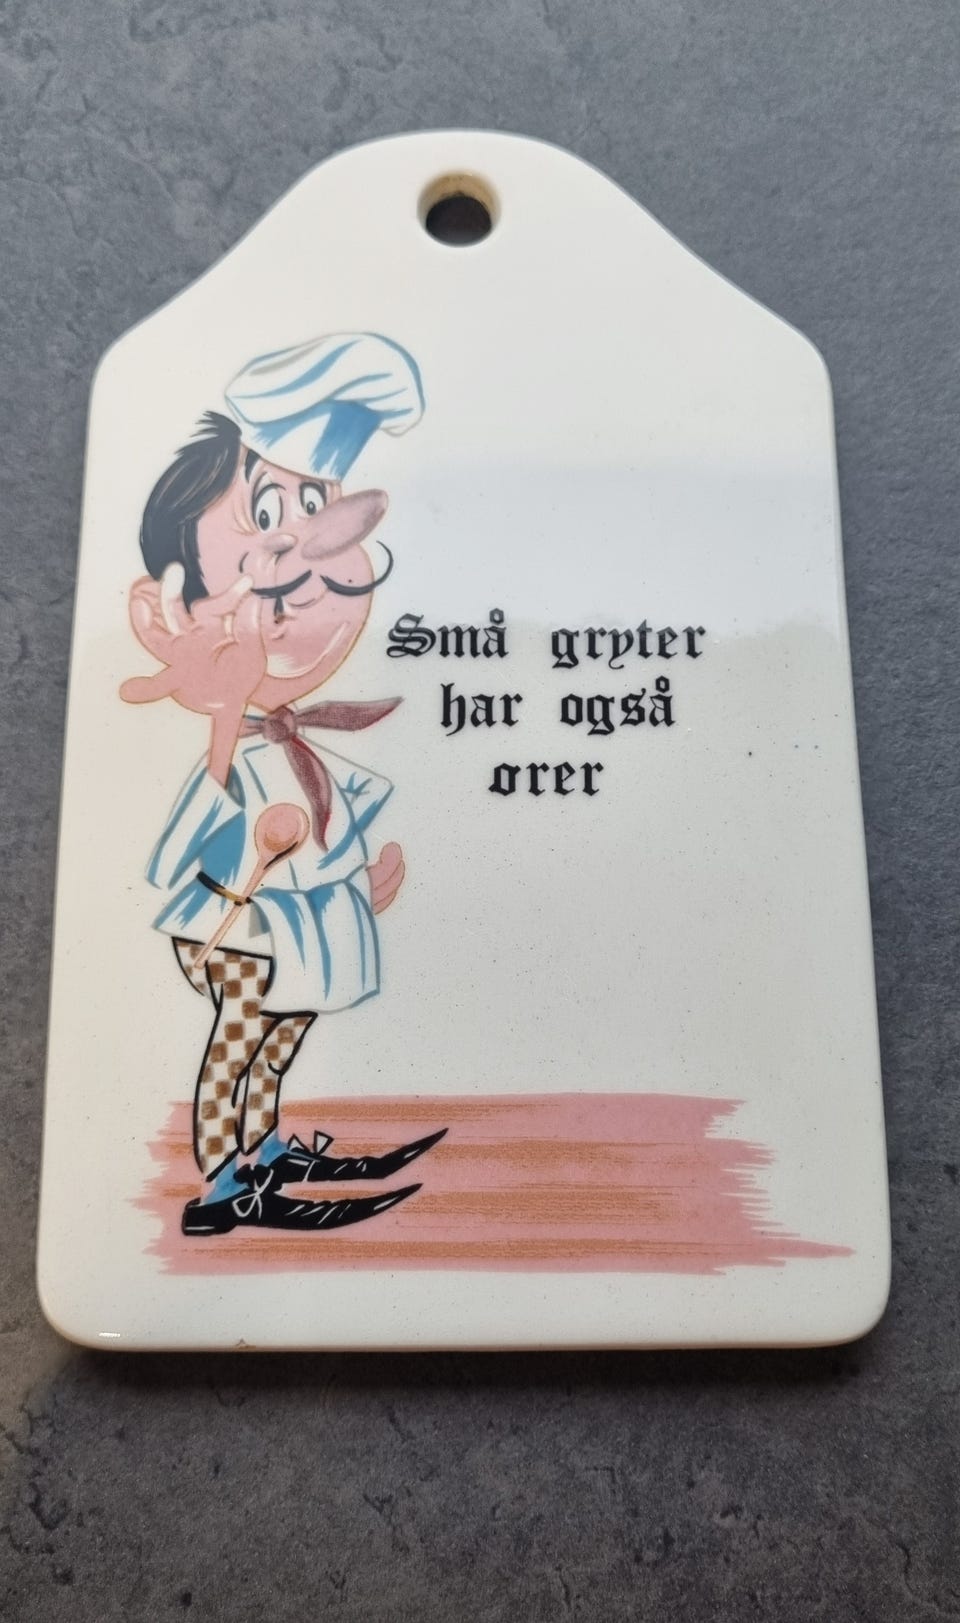 Små gryter
har også
ører